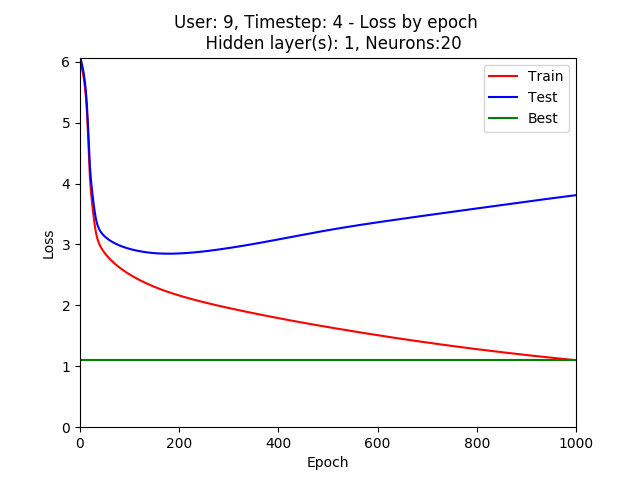 User: 9, Timestep: 4 - Loss by epoch
Hidden layer(s): 1, Neurons:20
6
5
4
3
2
1
0
Loss
Train
Test
Best
0 200 400 600 800 1000
Epoch